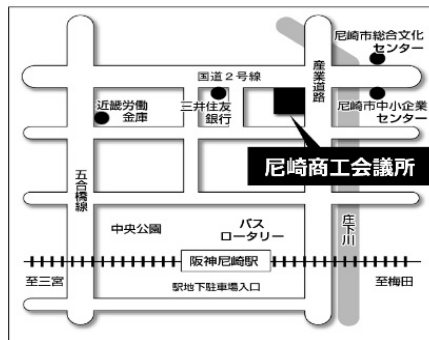 尼崎市総合文化
センター
産業道路
国道2号線
近畿労働
金庫
三井住友
銀行
尼崎市中小企業
センター
尼崎商工会議所
五合橋線
中央公園
バス
ロータリー
庄下川
阪神尼崎駅
至三宮
駅地下駐車場入口
至梅田